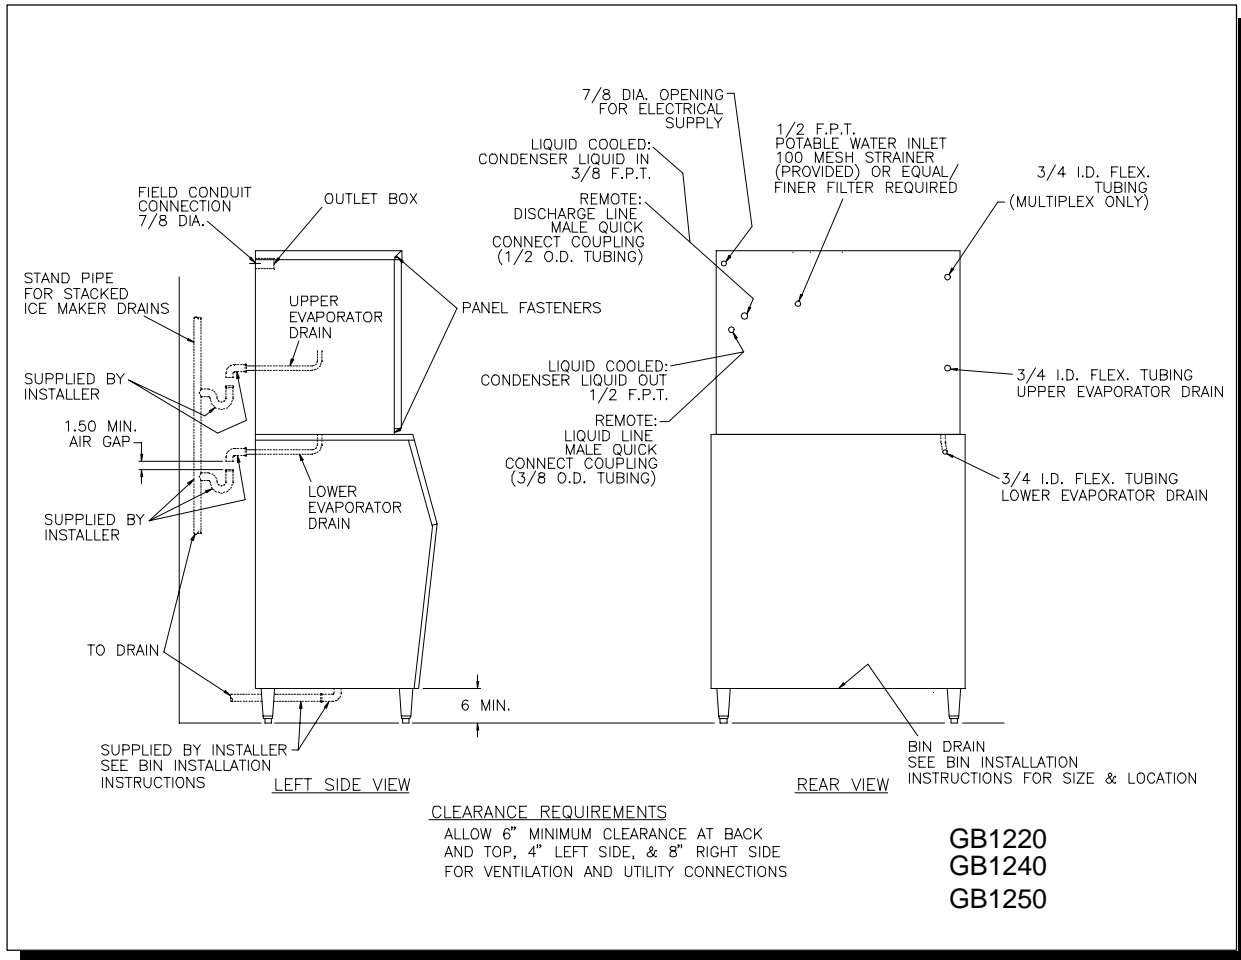 7/8 DIA. OPENING
FOR ELECTRICAL
SUPPLY
1/2 F.P.T.
POTABLE WATER INLET
100 MESH STRAINER
(PROVIDED) OR EQUAL/
FINER FILTER REQUIRED
LIQUID COOLED:
CONDENSER LIQUID IN
3/8 F.P.T.
3/4 I.D. FLEX.
TUBING
(MULTIPLEX ONLY)
FIELD CONDUIT
CONNECTION
7/8 DIA.
OUTLET BOX
REMOTE:
DISCHARGE LINE
MALE QUICK
CONNECT COUPLING
(1/2 O.D. TUBING)
STAND PIPE
FOR STACKED
ICE MAKER DRAINS
UPPER
EVAPORATOR
DRAIN
PANEL FASTENERS
SUPPLIED BY
INSTALLER
LIQUID COOLED:
CONDENSER LIQUID OUT
1/2 F.P.T.
3/4 I.D. FLEX. TUBING
UPPER EVAPORATOR DRAIN
1.50 MIN.
AIR GAP
REMOTE:
LIQUID LINE
MALE QUICK
CONNECT COUPLING
(3/8 O.D. TUBING)
LOWER
EVAPORATOR
DRAIN
3/4 I.D. FLEX. TUBING
LOWER EVAPORATOR DRAIN
SUPPLIED BY
INSTALLER
TO DRAIN
6 MIN.
SUPPLIED BY INSTALLER
SEE BIN INSTALLATION
INSTRUCTIONS
BIN DRAIN
SEE BIN INSTALLATION
INSTRUCTIONS FOR SIZE & LOCATION
LEFT SIDE VIEW
REAR VIEW
CLEARANCE REQUIREMENTS
ALLOW 6" MINIMUM CLEARANCE AT BACK
AND TOP, 4" LEFT SIDE, & 8" RIGHT SIDE
FOR VENTILATION AND UTILITY CONNECTIONS
GB1220
GB1240
GB1250